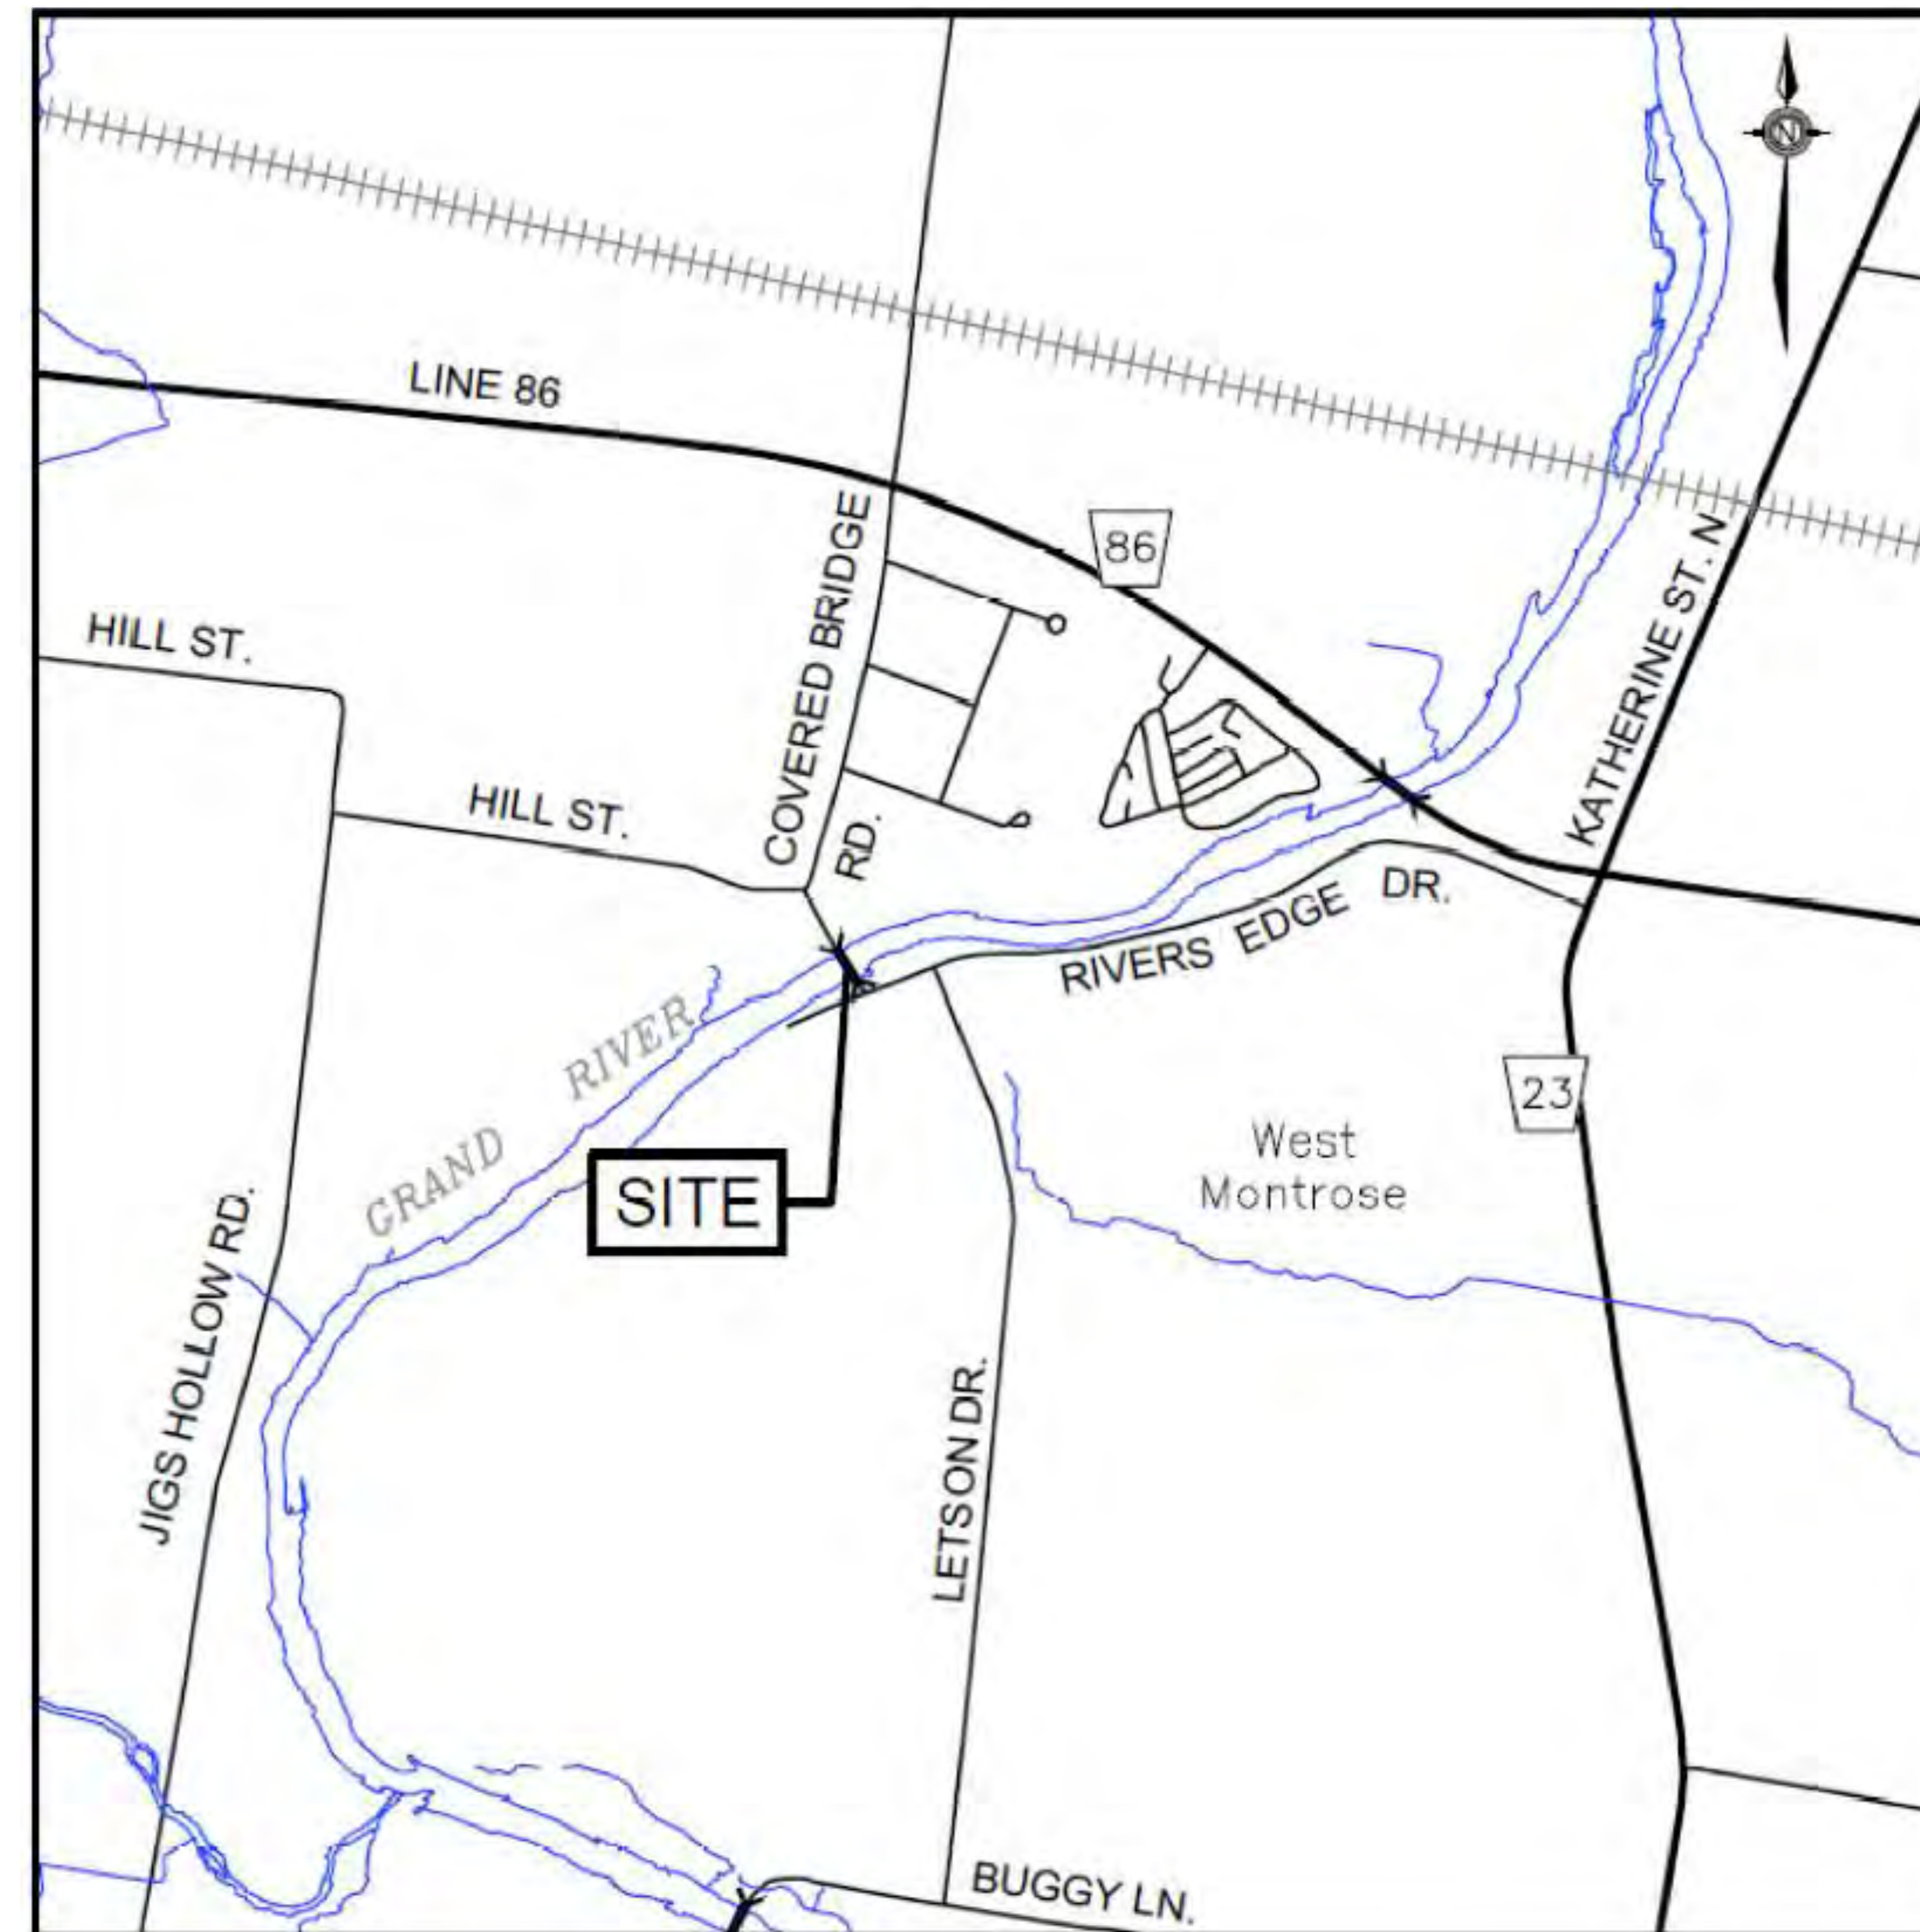 N
LINE 86
86
HILL ST.
COVERED BRIDGE
RD.
KATHERINE ST. N
HILL ST.
RIVERS EDGE DR.
GRAND RIVER
23
West
Montrose
SITE
JIGS HOLLOW RD.
LETSON DR.
BUGGY LN.